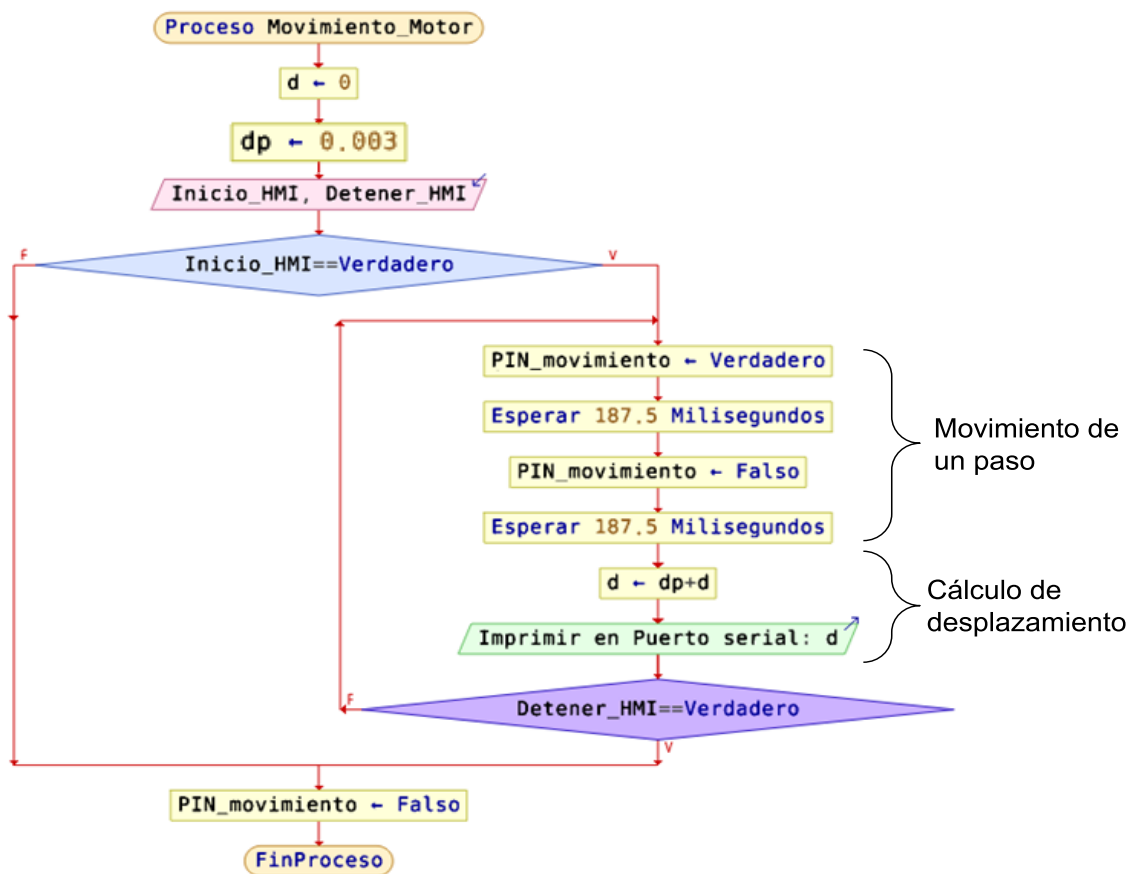 Proceso Movimiento_Motor
d ← 0
dp ← 0.003
Inicio_HMI, Detener_HMI
Inicio_HMI==Verdadero
F
V
PIN_movimiento ← Verdadero
Esperar 187.5 Milisegundos
PIN_movimiento ← Falso
Esperar 187.5 Milisegundos
Movimiento de
un paso
d ← dp+d
Imprimir en Puerto serial: d
Cálculo de
desplazamiento
Detener_HMI==Verdadero
F
V
PIN_movimiento ← Falso
FinProceso